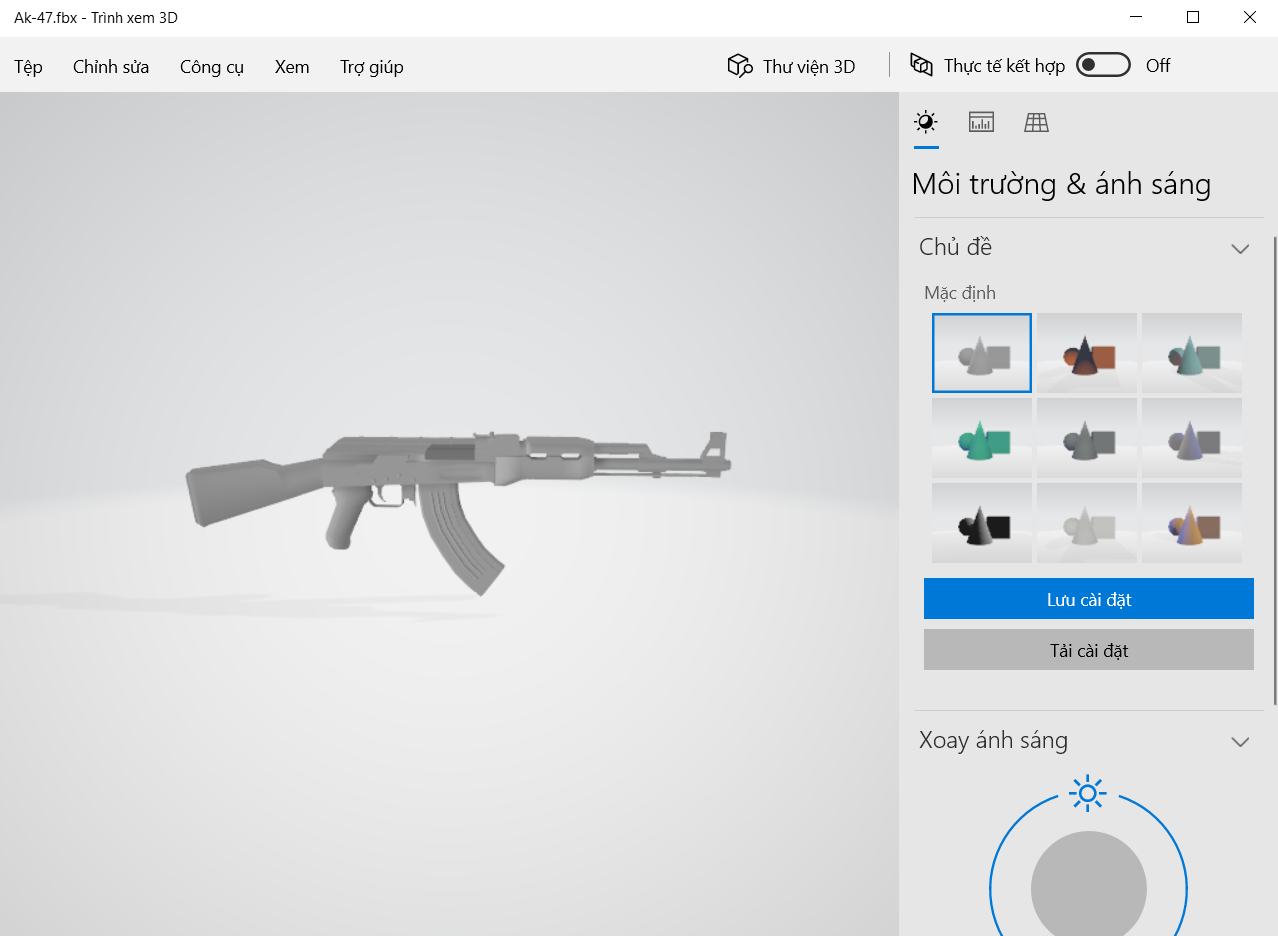 Ak-47.fbx - Trình xem 3D
Tệp Chỉnh sửa Công cụ Xem Trợ giúp Thư viện 3D Thực tế kết hợp Off
Môi trường & ánh sáng
Chủ đề
Mặc định
Lưu cài đặt
Tải cài đặt
Xoay ánh sáng